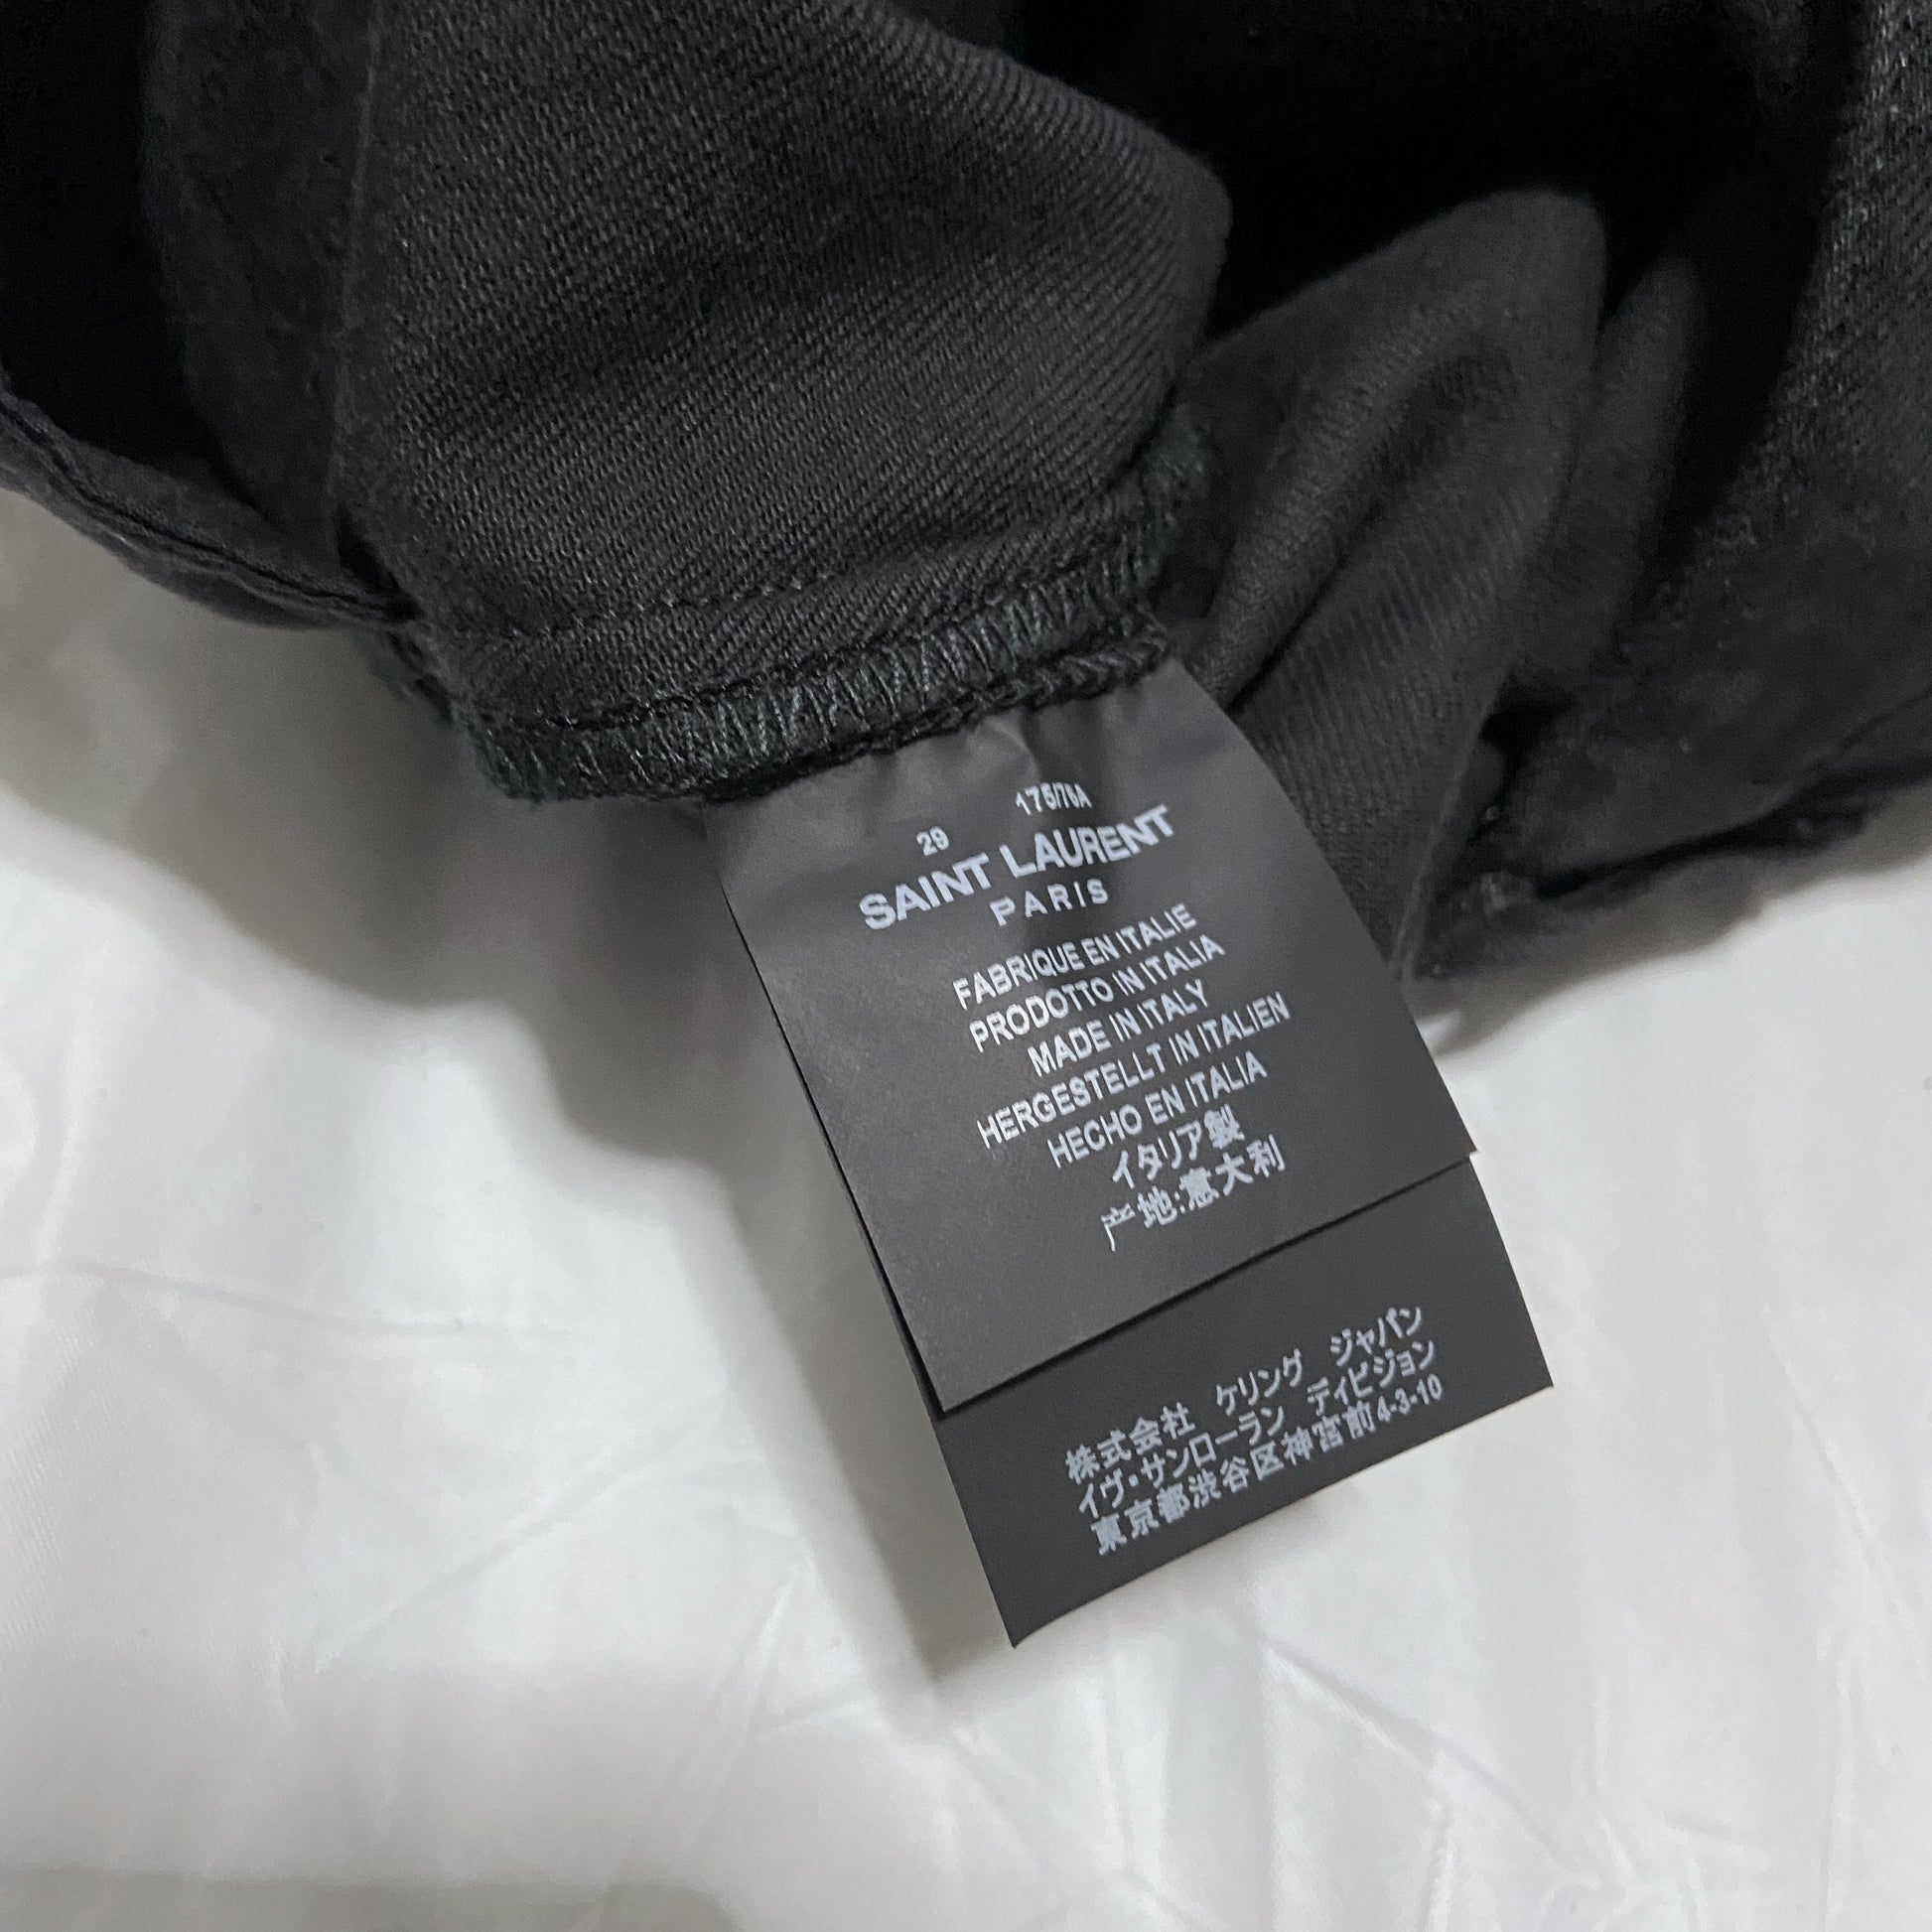 29 175/76A
SAINT LAURENT
PARIS
FABRIQUE EN ITALIE
PRODOTTO IN ITALIA
MADE IN ITALY
HERGESTELLT IN ITALIEN
HECHO EN ITALIA
イタリア製
产地:意大利
株式会社 ケリング ジャパン
イヴ・サンローラン ディビジョン
東京都渋谷区神宮前4-3-10